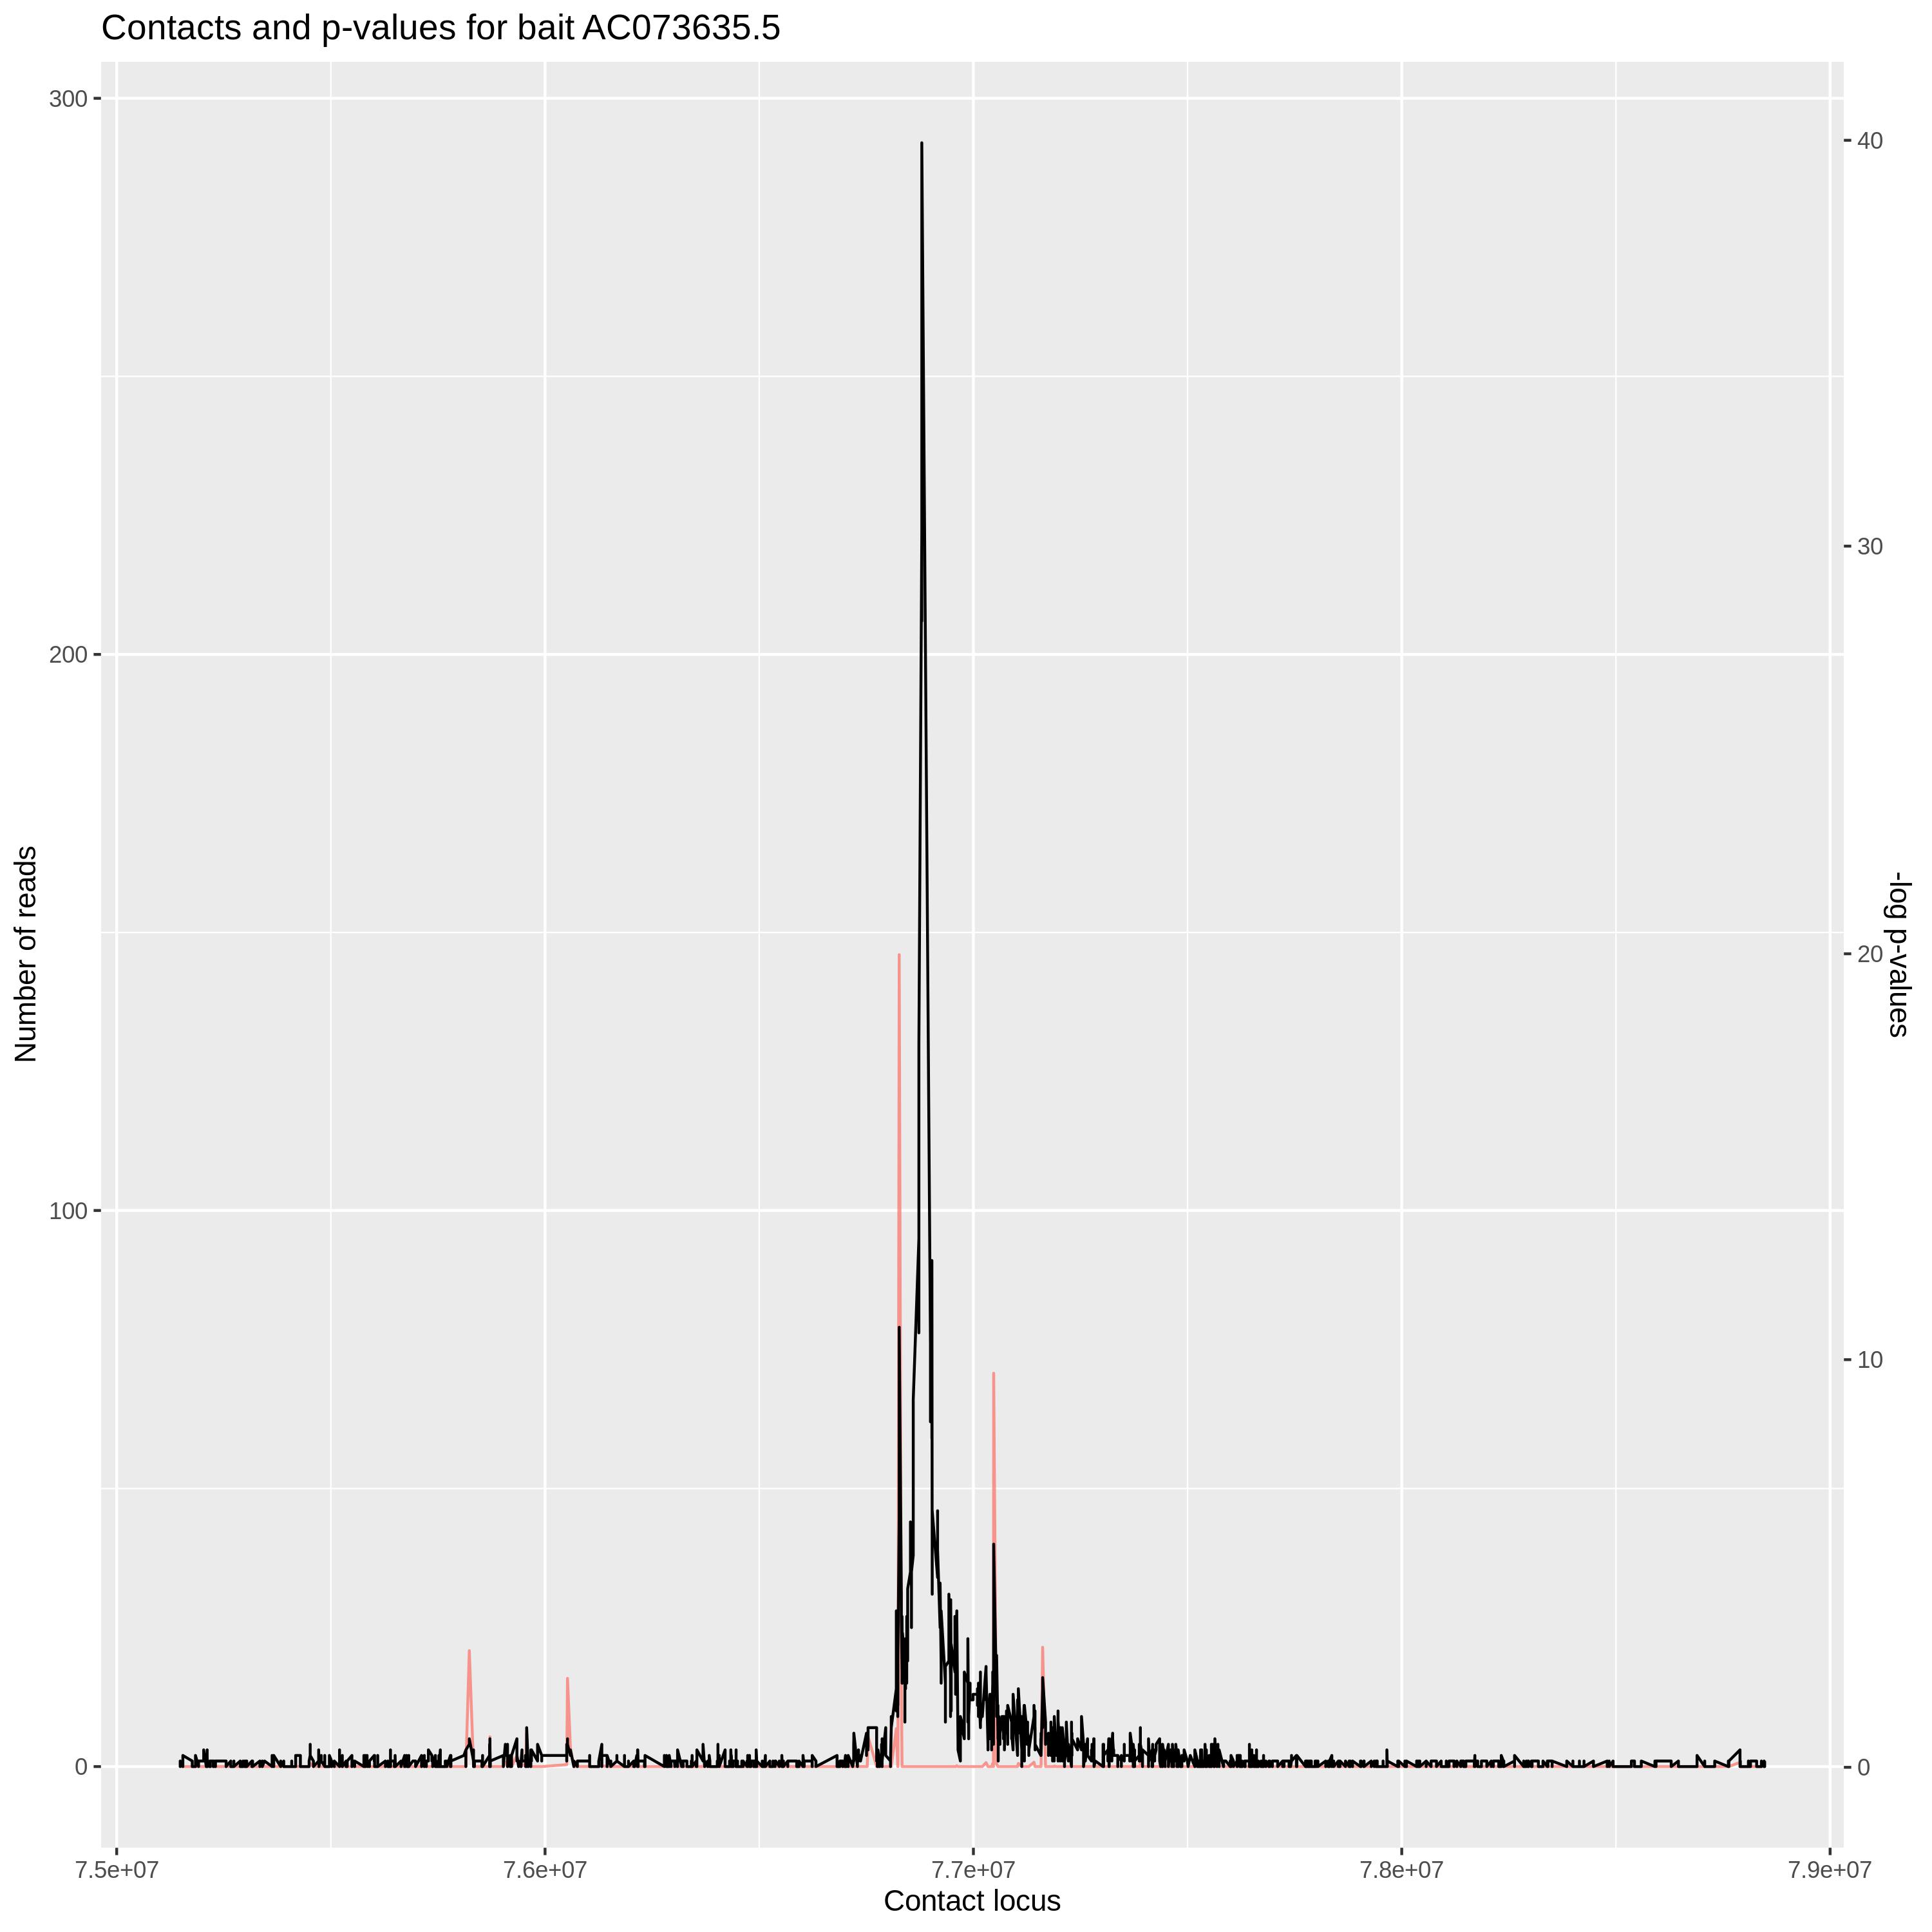 Contacts and p-values for bait AC073635.5
300
200
100
0
Number of reads
40
30
20
10
0
-log p-values
7.5e+07
7.6e+07
7.7e+07
7.8e+07
7.9e+07
Contact locus